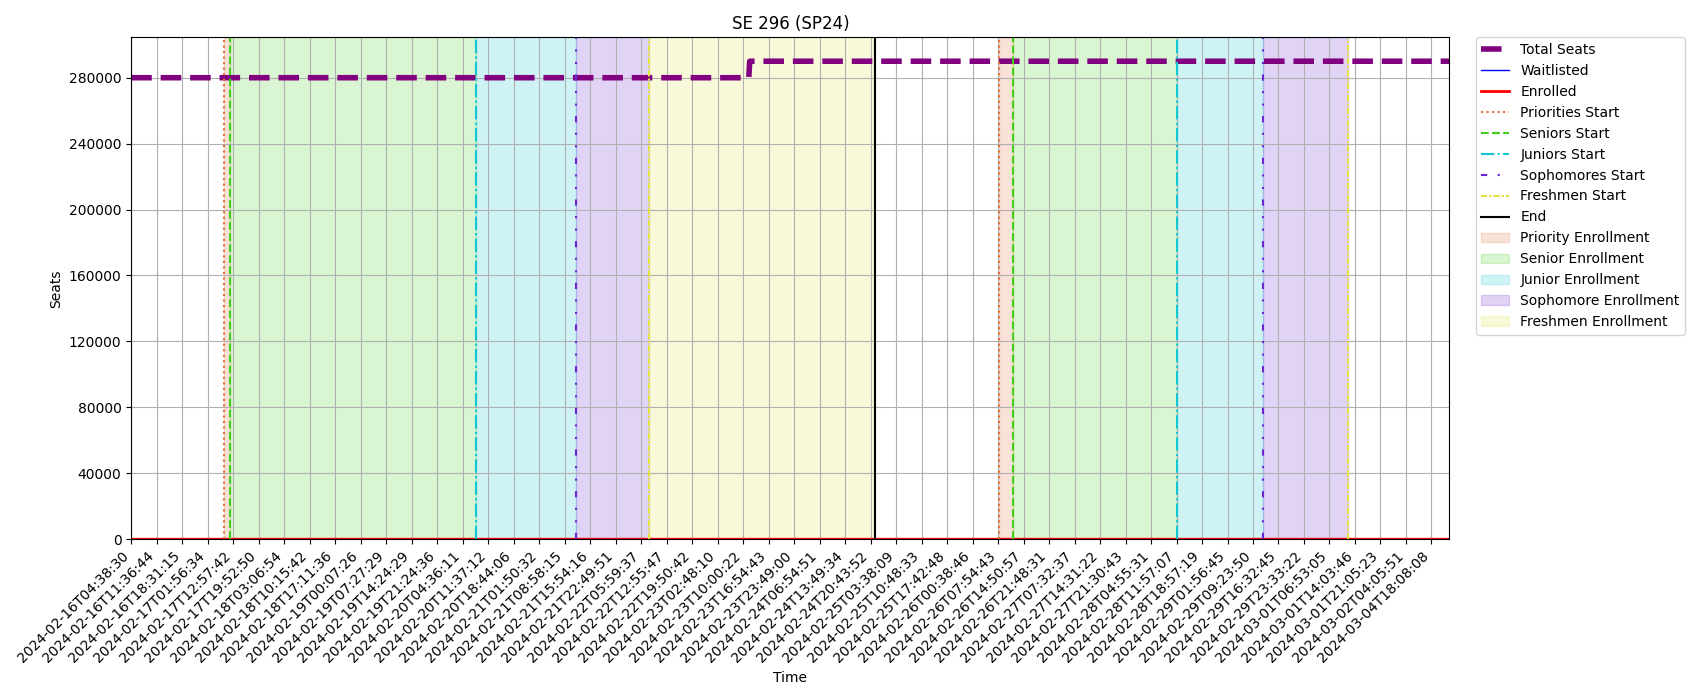 SE 296 (SP24)
280000
240000
200000
160000
120000
80000
40000
0
Seats
2024-02-16T04:38:30
2024-02-16T11:36:44
2024-02-16T18:31:15
2024-02-17T01:56:34
2024-02-17T12:57:42
2024-02-17T19:52:50
2024-02-18T03:06:54
2024-02-18T10:15:42
2024-02-18T17:11:36
2024-02-19T00:07:26
2024-02-19T07:27:29
2024-02-19T14:24:29
2024-02-19T21:24:36
2024-02-20T04:36:11
2024-02-20T11:37:12
2024-02-20T18:44:06
2024-02-21T01:50:32
2024-02-21T08:58:15
2024-02-21T15:54:16
2024-02-21T22:49:51
2024-02-22T05:59:37
2024-02-22T12:55:47
2024-02-22T19:50:42
2024-02-23T02:48:10
2024-02-23T10:00:22
2024-02-23T16:54:43
2024-02-23T23:49:00
2024-02-24T06:54:51
2024-02-24T13:49:34
2024-02-24T20:43:52
2024-02-25T03:38:09
2024-02-25T10:48:33
2024-02-25T17:42:48
2024-02-26T00:38:46
2024-02-26T07:54:43
2024-02-26T14:50:57
2024-02-26T21:48:31
2024-02-27T07:32:37
2024-02-27T14:31:22
2024-02-27T21:30:43
2024-02-28T04:55:31
2024-02-28T11:57:07
2024-02-28T18:57:19
2024-02-29T01:56:45
2024-02-29T09:23:50
2024-02-29T16:32:45
2024-02-29T23:33:22
2024-03-01T06:53:05
2024-03-01T14:03:46
2024-03-01T21:05:23
2024-03-02T04:05:51
2024-03-04T18:08:08
Time
Total Seats
Waitlisted
Enrolled
Priorities Start
Seniors Start
Juniors Start
Sophomores Start
Freshmen Start
End
Priority Enrollment
Senior Enrollment
Junior Enrollment
Sophomore Enrollment
Freshmen Enrollment